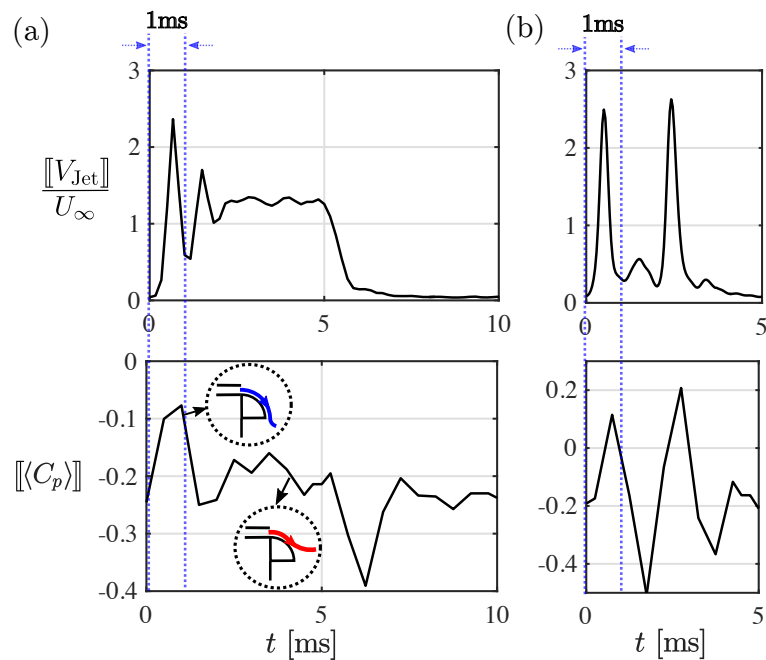 (a) 1ms (b) 1ms
3 3
2 2
⟦V_Jet⟧
U_∞
1 1
0 0
0 5 10 0 5
0 0.2
-0.1 0
⟦⟨C_p⟩⟧ -0.2 -0.2
-0.3
-0.4 -0.4
0 5 10 0 5
t [ms] t [ms]